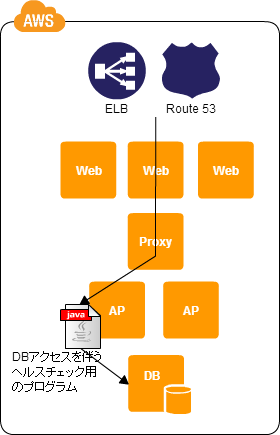 AWS
ELB
Route 53
Web
Web
Web
Proxy
java
AP
AP
DBアクセスを伴う
ヘルスチェック用
のプログラム
DB